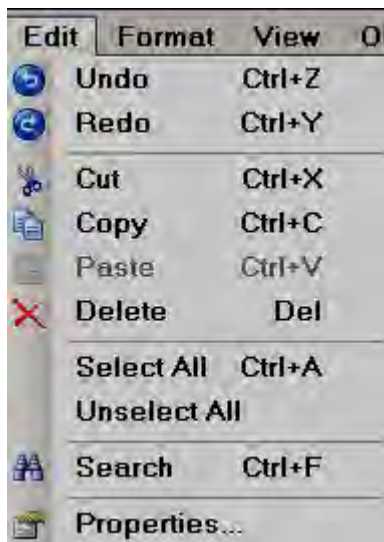 Edit Format View O
Undo Ctrl+Z
Redo Ctrl+Y
Cut Ctrl+X
Copy Ctrl+C
Paste Ctrl+V
Delete Del
Select All Ctrl+A
Unselect All
Search Ctrl+F
Properties...